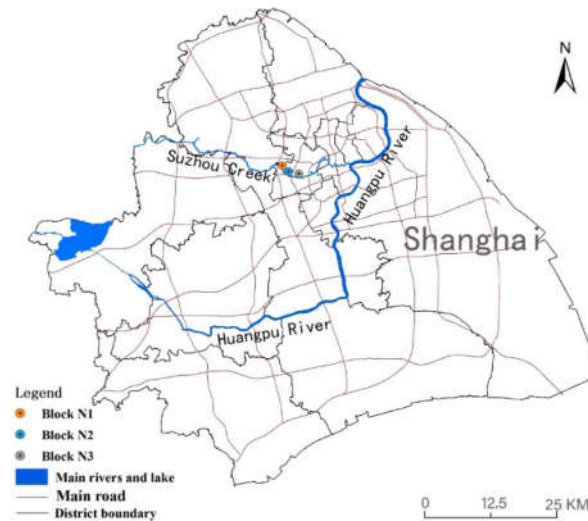 N
Suzhou Creek
Huangpu River
Shanghai
Huangpu River
Legend
Block N1
Block N2
Block N3
Main rivers and lake
Main road
District boundary
0 12.5 25 KM